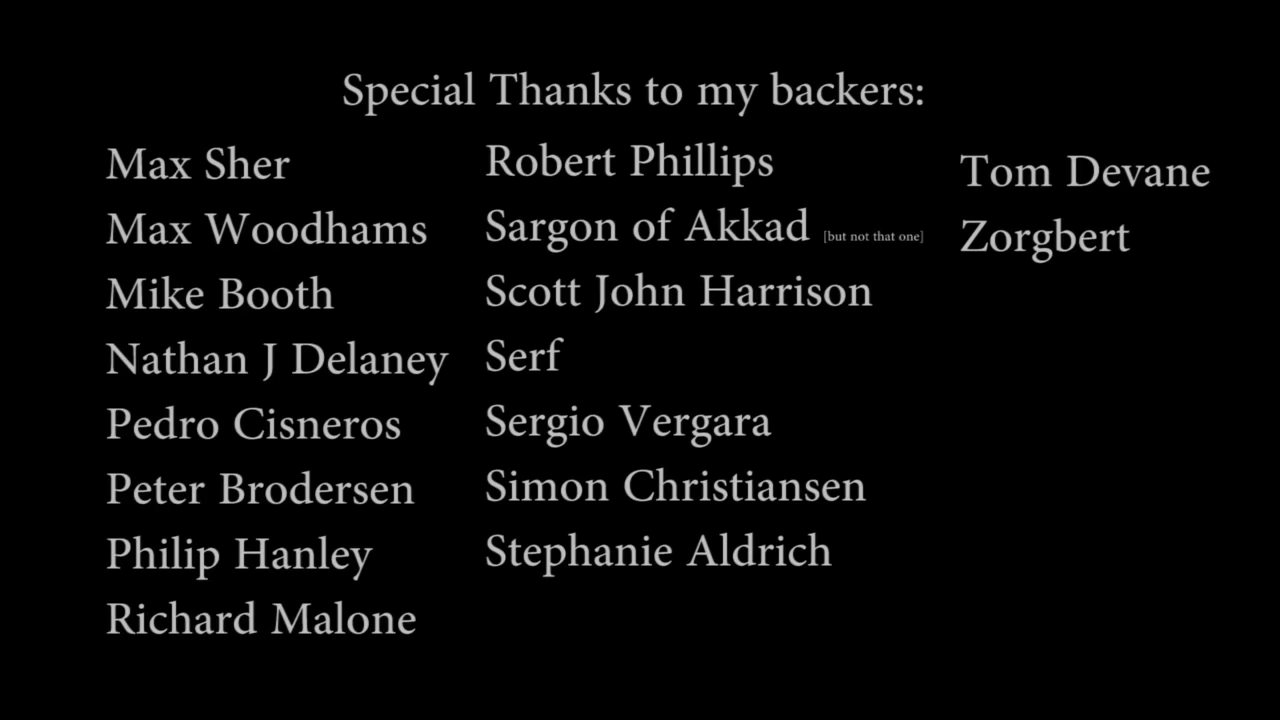 Special Thanks to my backers:
Max Sher
Max Woodhams
Mike Booth
Nathan J Delaney
Pedro Cisneros
Peter Brodersen
Philip Hanley
Richard Malone
Robert Phillips
Sargon of Akkad [but not that one]
Scott John Harrison
Serf
Sergio Vergara
Simon Christiansen
Stephanie Aldrich
Tom Devane
Zorgbert